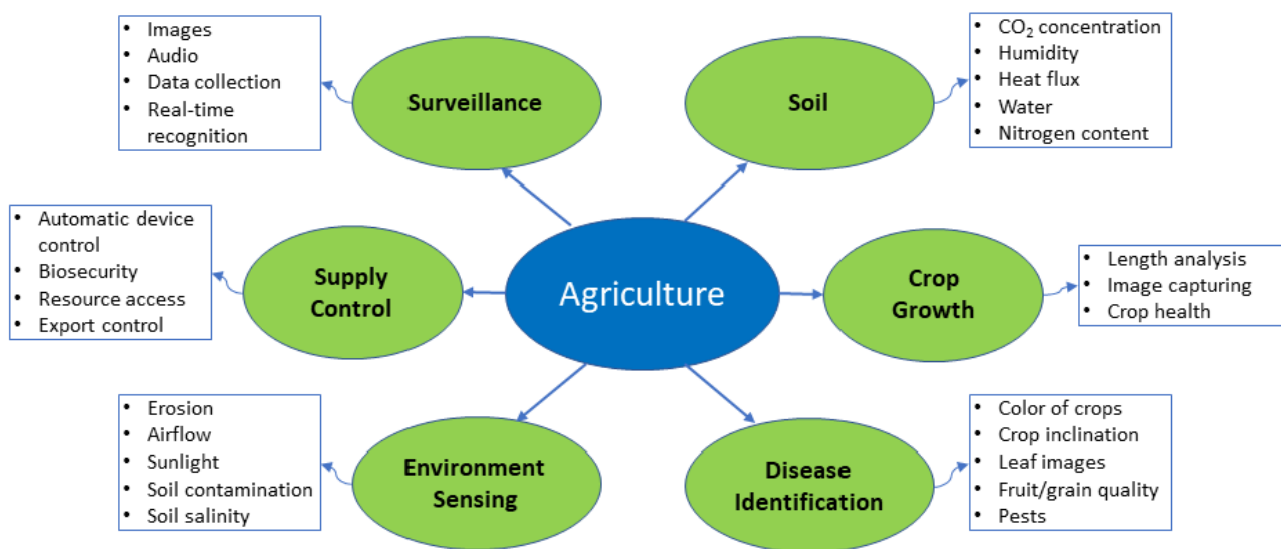 • Images
• Audio
• Data collection
• Real-time
recognition
Surveillance
Soil
• CO₂ concentration
• Humidity
• Heat flux
• Water
• Nitrogen content
• Automatic device
control
• Biosecurity
• Resource access
• Export control
Supply
Control
Agriculture
Crop
Growth
• Length analysis
• Image capturing
• Crop health
• Erosion
• Airflow
• Sunlight
• Soil contamination
• Soil salinity
Environment
Sensing
Disease
Identification
• Color of crops
• Crop inclination
• Leaf images
• Fruit/grain quality
• Pests